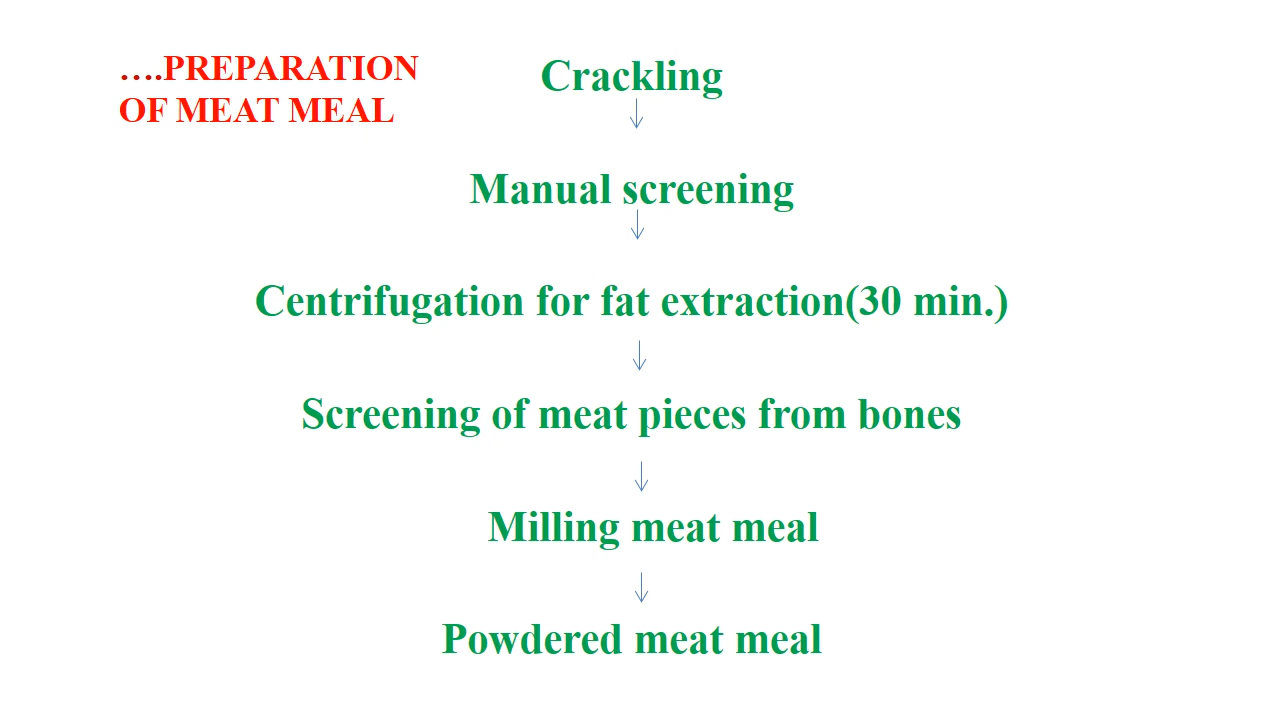 ….PREPARATION
OF MEAT MEAL
Crackling
Manual screening
Centrifugation for fat extraction(30 min.)
Screening of meat pieces from bones
Milling meat meal
Powdered meat meal